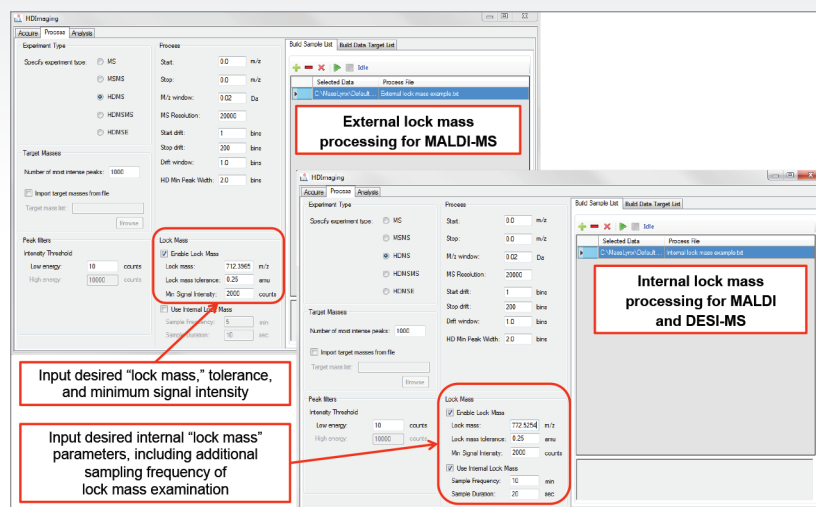 HDImaging
Acquire Process Analysis
Experiment Type
Specify experiment type:
MS
MSMS
HDMS
HDMSMS
HDMSE
Target Masses
Number of most intense peaks: 1000
Import target masses from file
Target mass list:
Browse
Peak filters
Intensity Threshold
Low energy 10 counts
High energy 10000 counts
Process
Start: 0.0 m/z
Stop: 0.0 m/z
M/z window: 0.02 Da
MS Resolution: 20000
Start drift: 1 bins
Stop drift: 200 bins
Drift window: 1.0 bins
HD Min Peak Width: 2.0 bins
Lock Mass
Enable Lock Mass
Lock mass: 712.3965 m/z
Lock mass tolerance: 0.25 amu
Min Signal Intensity: 2000 counts
Use Internal Lock Mass
Sample Frequency: 5 min
Sample Duration: 10 sec
Build Sample List Build Data Target List
Idle
Selected Data Process File
C:\MassLynx\Default... External lock mass example.txt
External lock mass
processing for MALDI-MS
HDImaging
Acquire Process Analysis
Experiment Type
Specify experiment type:
MS
MSMS
HDMS
HDMSMS
HDMSE
Target Masses
Number of most intense peaks: 1000
Import target masses from file
Target mass list:
Browse
Peak filters
Intensity Threshold
Low energy 10 counts
High energy 10000 counts
Process
Start: 0.0 m/z
Stop: 0.0 m/z
M/z window: 0.02 Da
MS Resolution: 20000
Start drift: 1 bins
Stop drift: 200 bins
Drift window: 1.0 bins
HD Min Peak Width: 2.0 bins
Lock Mass
Enable Lock Mass
Lock mass: 772.5254 m/z
Lock mass tolerance: 0.25 amu
Min Signal Intensity: 2000 counts
Use Internal Lock Mass
Sample Frequency: 10 min
Sample Duration: 20 sec
Build Sample List Build Data Target List
Idle
Selected Data Process File
C:\MassLynx\Default... Internal lock mass example.txt
Internal lock mass
processing for MALDI
and DESI-MS
Input desired “lock mass,” tolerance,
and minimum signal intensity
Input desired internal “lock mass”
parameters, including additional
sampling frequency of
lock mass examination